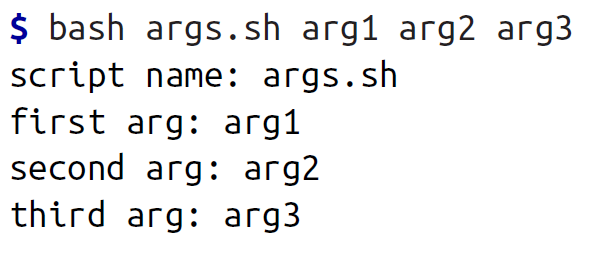 $ bash args.sh arg1 arg2 arg3
script name: args.sh
first arg: arg1
second arg: arg2
third arg: arg3